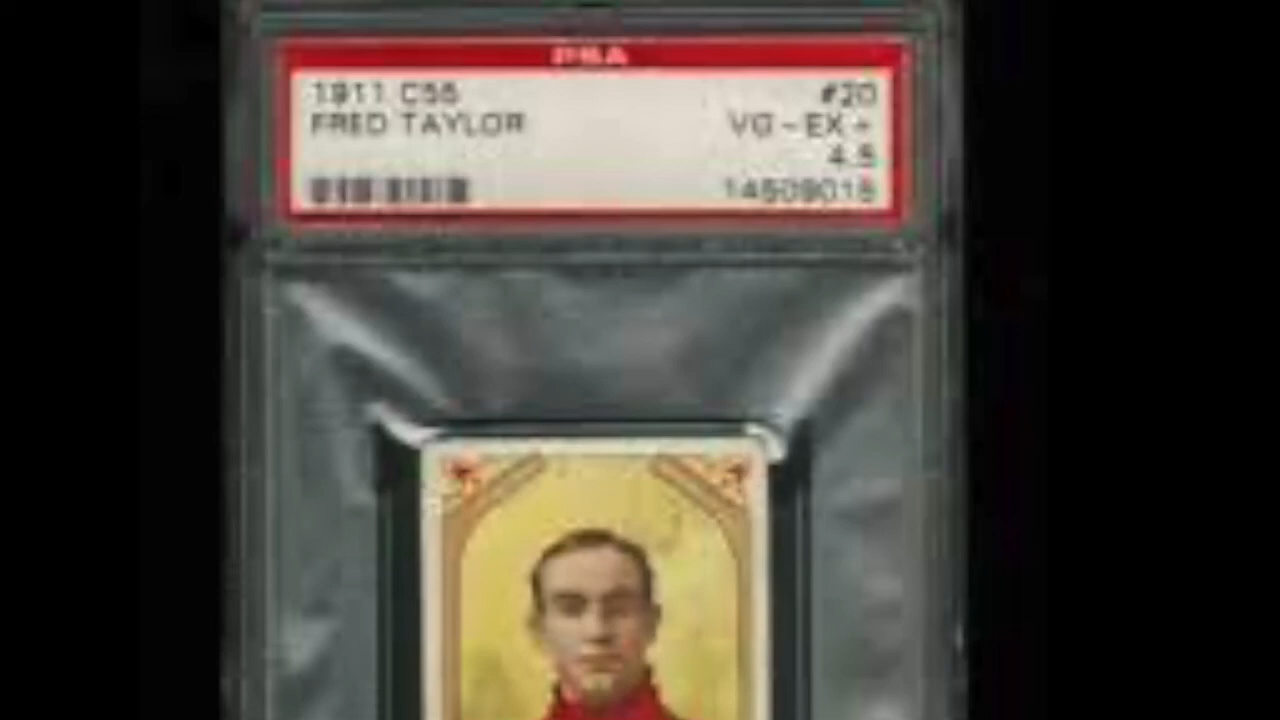 PSA
1911 C55 #20
FRED TAYLOR VG - EX +
4.5
14509015